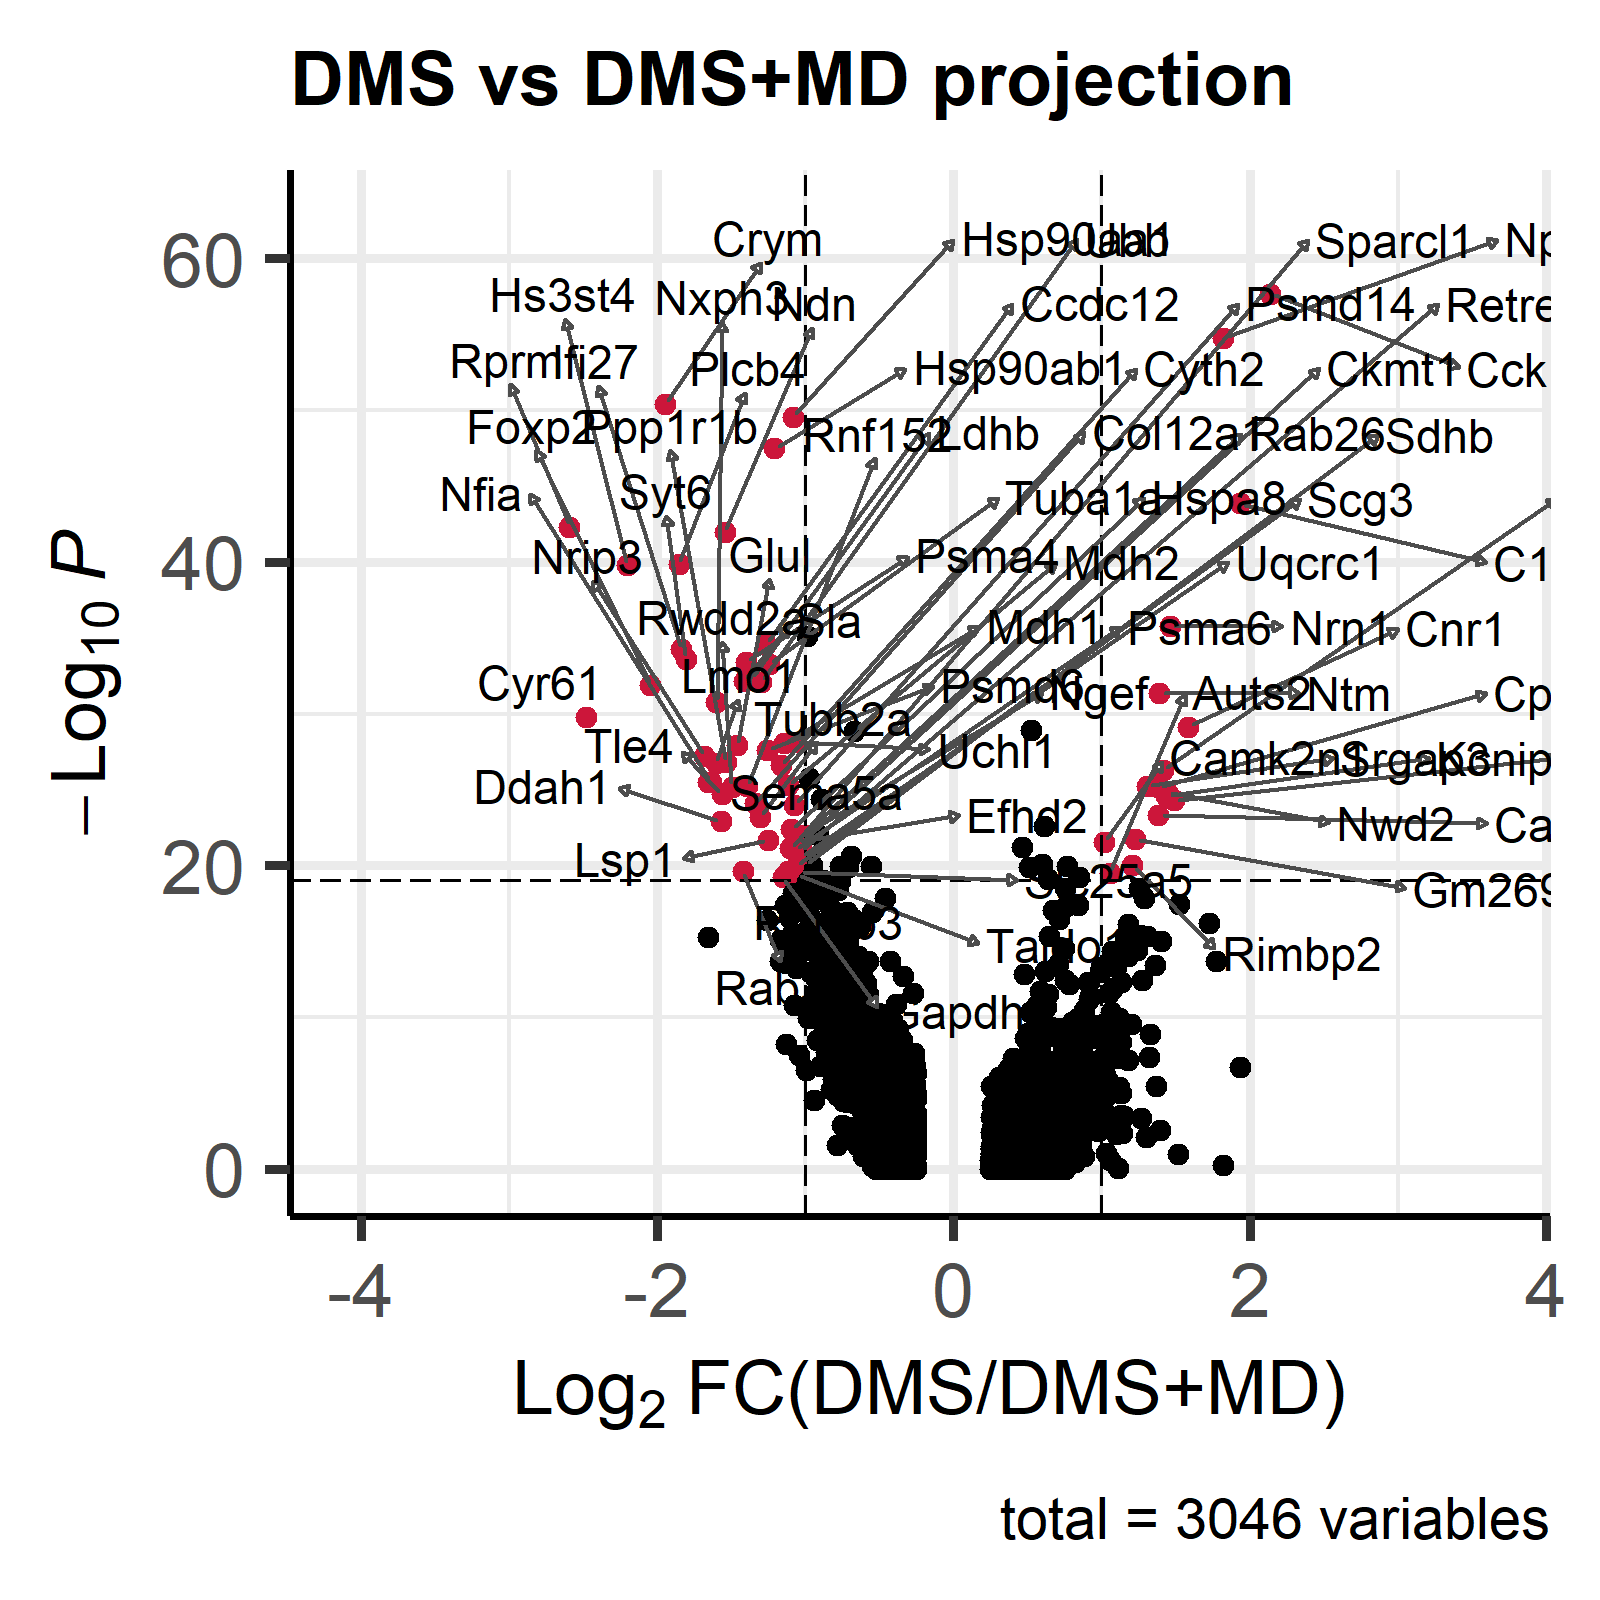 DMS vs DMS+MD projection
60
40
20
0
−Log10 P
Crym
Hsp90aa1
Sparcl1
Hs3st4
Nxph3
Ndn
Ccdc12
Psmd14
Rprm
Ifi27
Plcb4
Hsp90ab1
Cyth2
Ckmt1
Cck
Foxp2
Ppp1r1b
Rnf152
Ldhb
Col12a1
Rab26
Sdhb
Nfia
Syt6
Tuba1a
Hspa8
Scg3
Nrip3
Glul
Psma4
Mdh2
Uqcrc1
Rwdd2a
Sla
Mdh1
Psma6
Nrn1
Cnr1
Cyr61
Lmo1
Psmd6
Ngef
Auts2
Ntm
Tle4
Tubb2a
Uchl1
Camk2n1
Srgap3
Ddah1
Sema5a
Efhd2
Nwd2
Lsp1
Slc25a5
Rimbp2
Gapdh
-4
-2
0
2
4
Log2 FC(DMS/DMS+MD)
total = 3046 variables